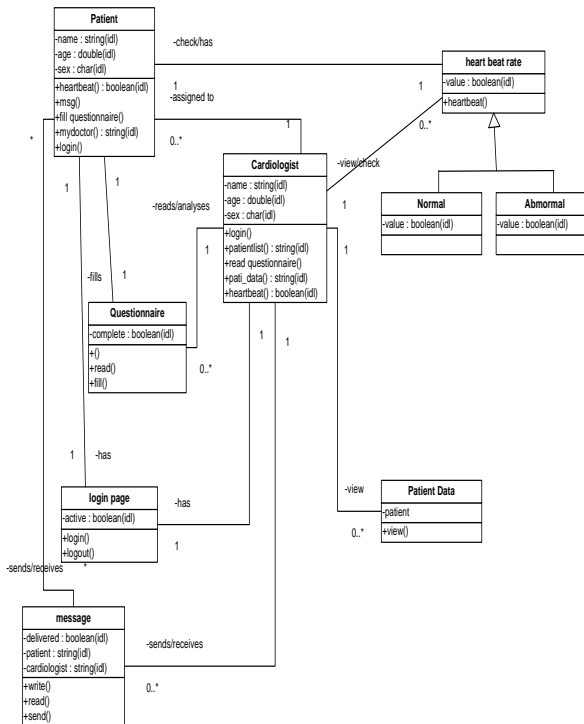 Patient
-name : string(idl)
-age : double(idl)
-sex : char(idl)
+heartbeat() : boolean(idl)
+msg()
+fill questionnaire()
+mydoctor() : string(idl)
+login()
-check/has
1
1
heart beat rate
-value : boolean(idl)
+heartbeat()
-assigned to
0..*
1
*
Cardiologist
-name : string(idl)
-age : double(idl)
-sex : char(idl)
+login()
+patientlist() : string(idl)
+read questionnaire()
+pati_data() : string(idl)
+heartbeat() : boolean(idl)
-view/check
0..*
1
Normal
-value : boolean(idl)
Abmormal
-value : boolean(idl)
-reads/analyses
1
0..*
1
1
-fills
1
Questionnaire
-complete : boolean(idl)
+()
+read()
+fill()
1
1
1
1
-has
login page
-active : boolean(idl)
+login()
+logout()
-has
1
-view
0..*
Patient Data
-patient
+view()
-sends/receives
*
message
-delivered : boolean(idl)
-patient : string(idl)
-cardiologist : string(idl)
+write()
+read()
+send()
-sends/receives
0..*